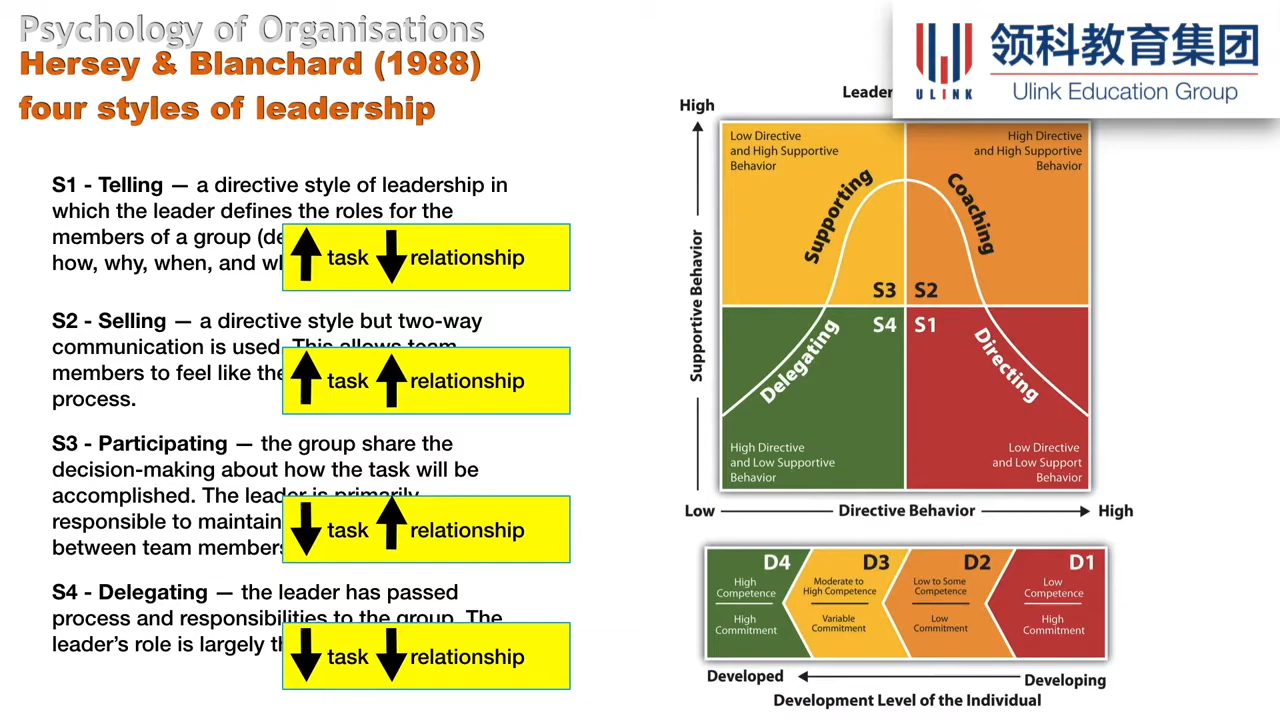 Psychology of Organisations
Hersey & Blanchard (1988)
four styles of leadership
S1 - Telling — a directive style of leadership in
which the leader defines the roles for the
members of a group
how, why, when, and
task relationship
S2 - Selling — a directive style but two-way
communication is used. This allows team
members to feel like
process.
task relationship
S3 - Participating — the group share the
decision-making about how the task will be
accomplished. The leader is primarily
responsible to
between team members
task relationship
S4 - Delegating — the leader has passed
process and responsibilities to the group. The
leader's role is largely
task relationship
ULINK
领科教育集团
Ulink Education Group
High
Supportive Behavior
Low Directive
and High Supportive
Behavior
Supporting
S3
High Directive
and High Supportive
Behavior
Coaching
S2
S4
Delegating
High Directive
and Low Supportive
Behavior
S1
Directing
Low Directive
and Low Support
Behavior
Low
Directive Behavior
High
D4
High
Competence
High
Commitment
D3
Moderate to
High Competence
Variable
Commitment
D2
Low to Some
Competence
Low
Commitment
D1
Low
Competence
High
Commitment
Developed
Developing
Development Level of the Individual